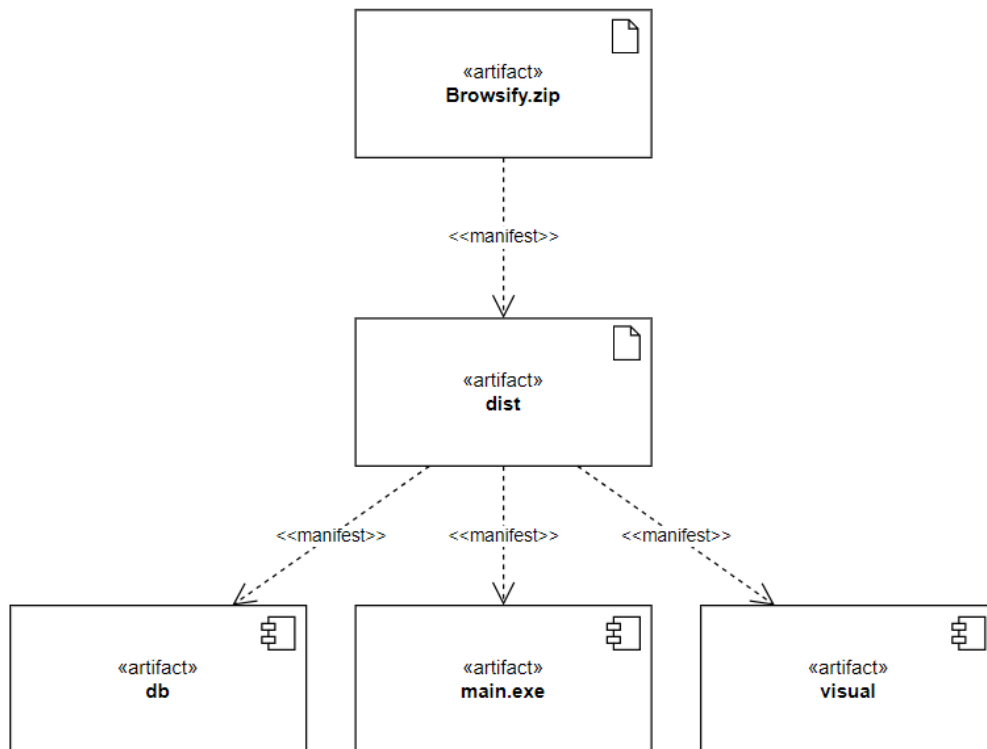 «artifact»
Browsify.zip
<<manifest>>
«artifact»
dist
<<manifest>> <<manifest>> <<manifest>>
«artifact» «artifact» «artifact»
db main.exe visual